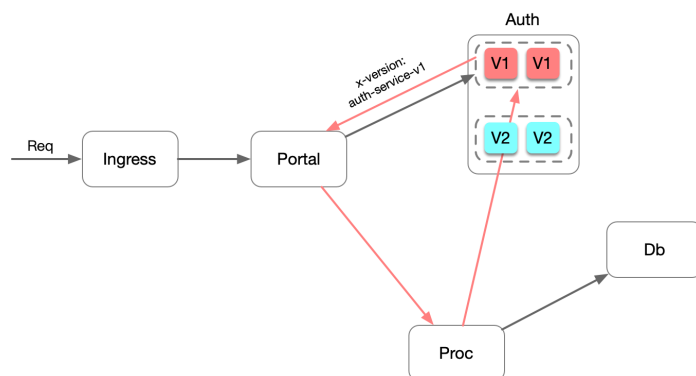 Auth
V1 V1
x-version:
auth-service-v1
V2 V2
Req
Ingress
Portal
Db
Proc